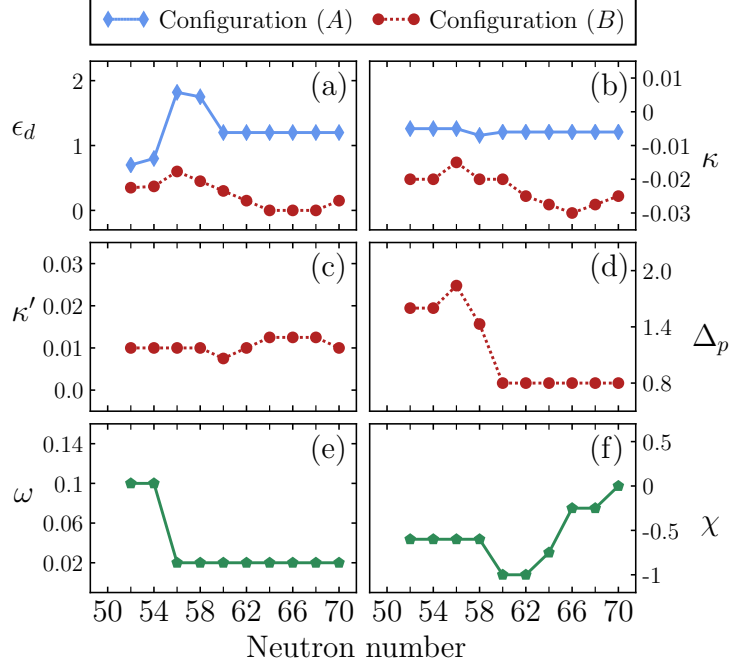 Configuration (A) Configuration (B)
(a) (b)
ϵd κ
2
1
0
0.01
0
-0.01
-0.02
-0.03
(c) (d)
κ′ Δp
0.03
0.02
0.01
0.0
2.0
1.4
0.8
(e) (f)
ω χ
0.14
0.1
0.06
0.02
0.5
0
-0.5
-1
50 54 58 62 66 70 50 54 58 62 66 70
Neutron number